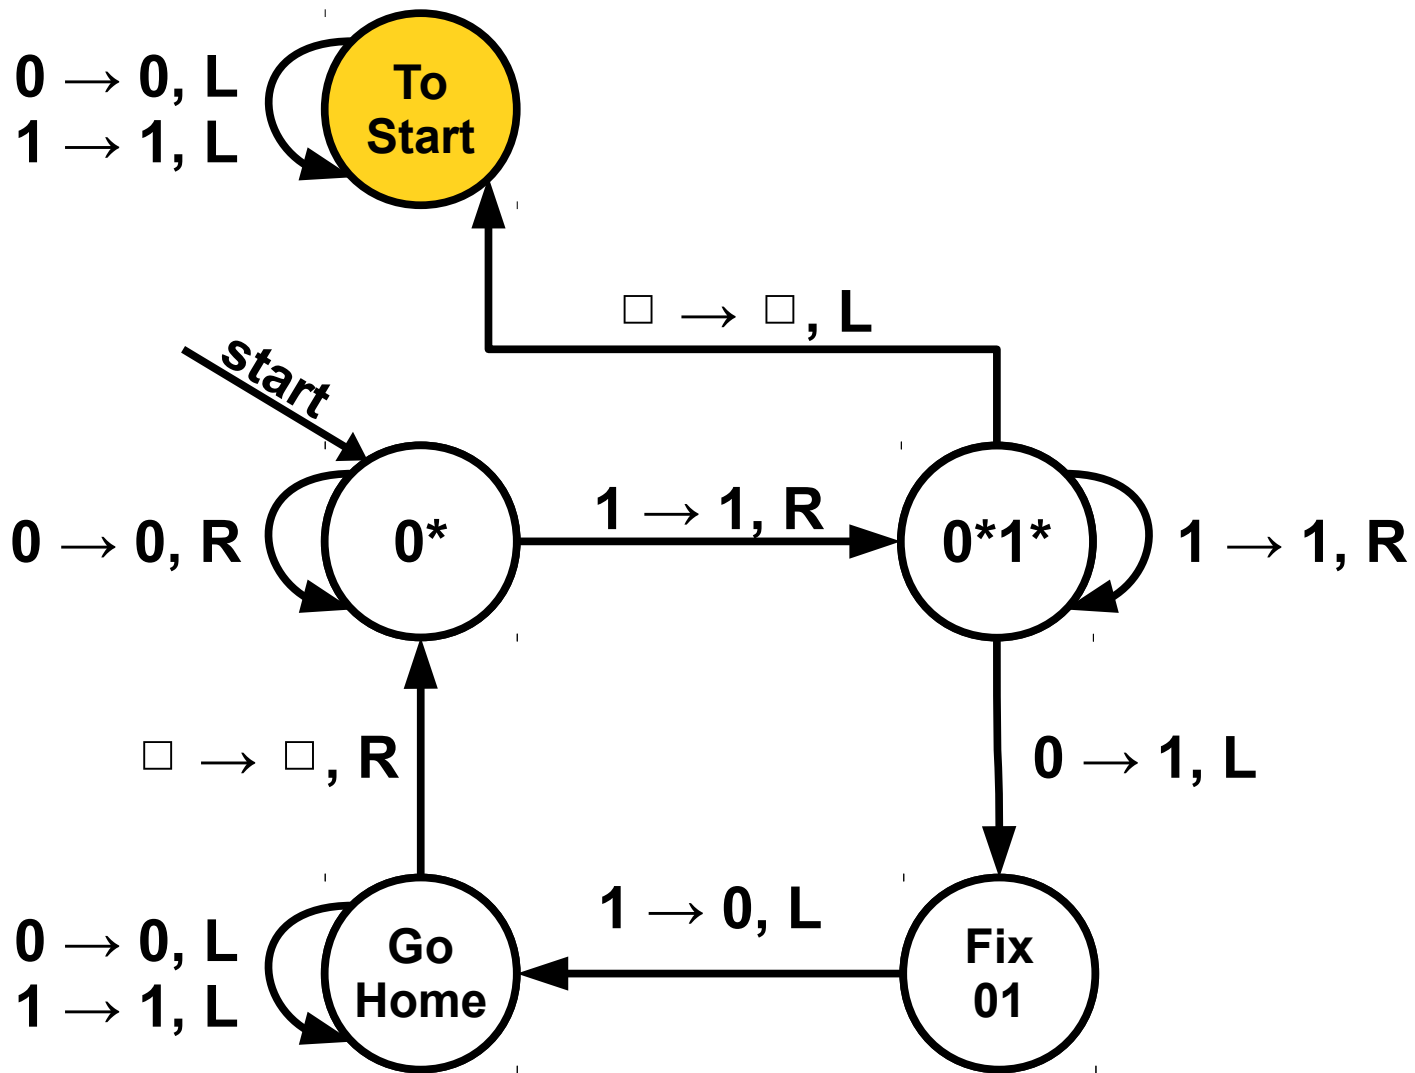 To
Start
0 → 0, L
1 → 1, L
□ → □, L
start
0*
0 → 0, R
1 → 1, R
0*1*
1 → 1, R
□ → □, R
0 → 1, L
Go
Home
0 → 0, L
1 → 1, L
1 → 0, L
Fix
01